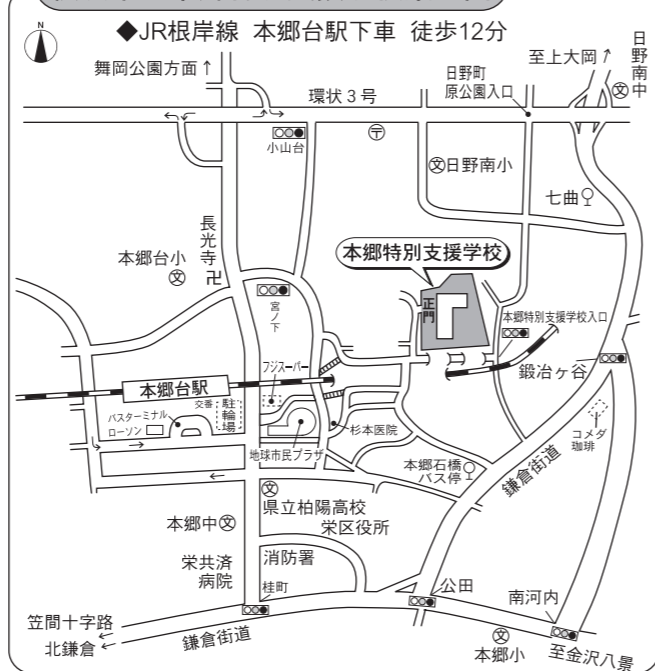 ◆JR根岸線 本郷台駅下車 徒歩12分
N
舞岡公園方面↑
環状3号
日野町
原公園入口
至上大岡↗
日野南中
文
小山台
〒
文日野南小
七曲
長光寺
卍
本郷台小
文
本郷特別支援学校
正門
宮ノ下
本郷特別支援学校入口
フジスーパー
鍛冶ヶ谷
本郷台駅
交番
駐輪場
バスターミナル
ローソン
地球市民プラザ
杉本医院
コメダ
珈琲
本郷石橋
バス停
鎌倉街道
文
県立柏陽高校
本郷中文
栄区役所
栄共済
病院
消防署
桂町
公田
南河内
笠間十字路
北鎌倉
鎌倉街道
文
本郷小
至金沢八景